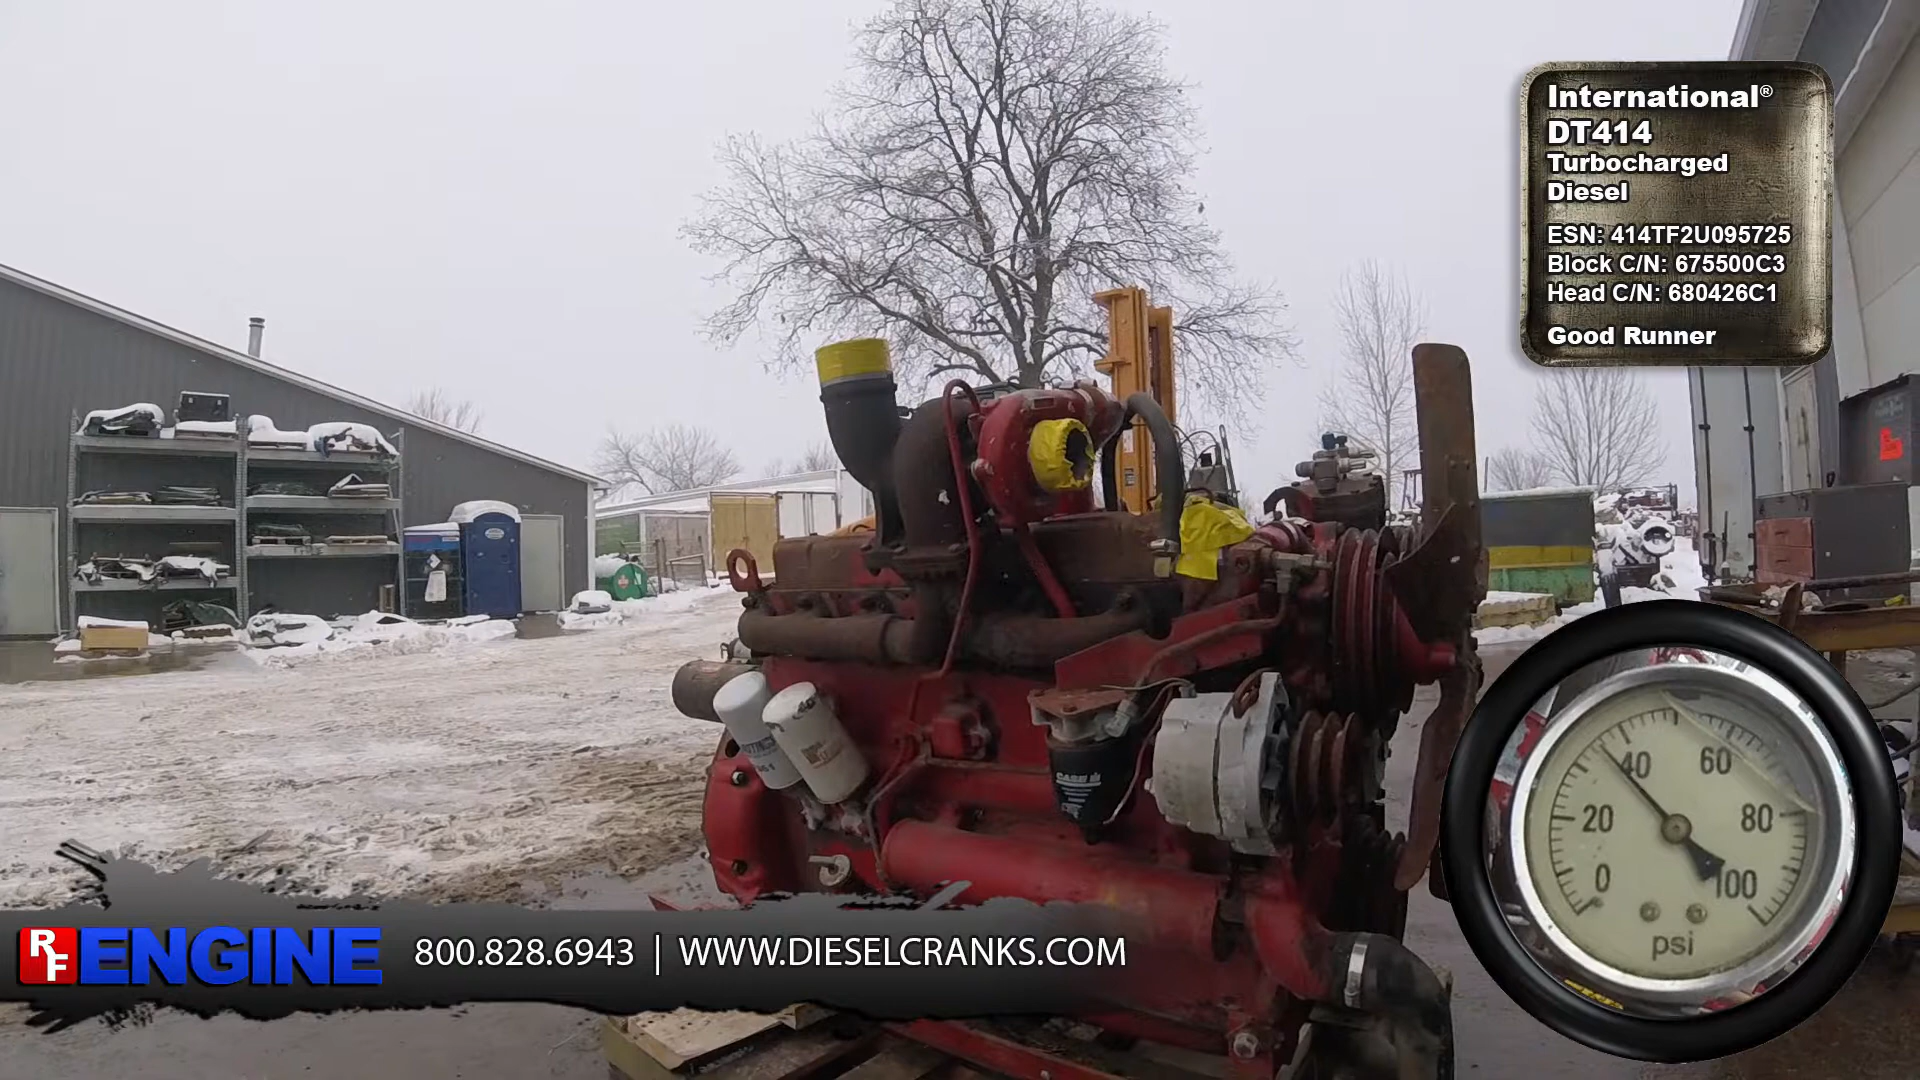 International®
DT414
Turbocharged
Diesel
ESN: 414TF2U095725
Block C/N: 675500C3
Head C/N: 680426C1
Good Runner
CASE IH
40
60
20
80
0
100
psi
RF ENGINE
800.828.6943 | WWW.DIESELCRANKS.COM